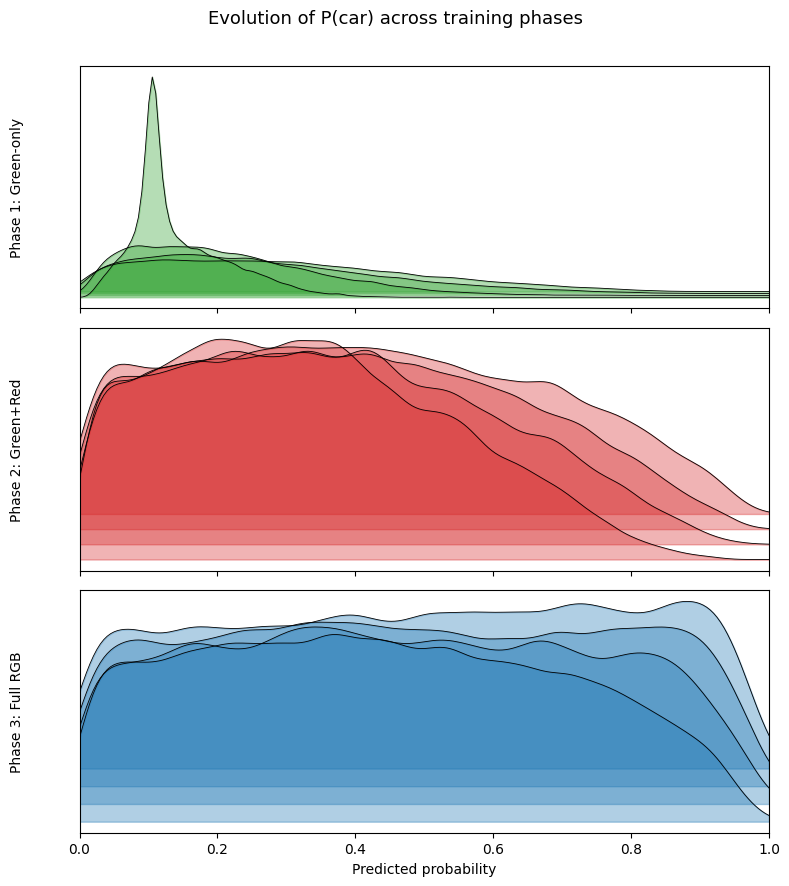 Evolution of P(car) across training phases
Phase 1: Green-only
Phase 2: Green+Red
Phase 3: Full RGB
0.0 0.2 0.4 0.6 0.8 1.0
Predicted probability